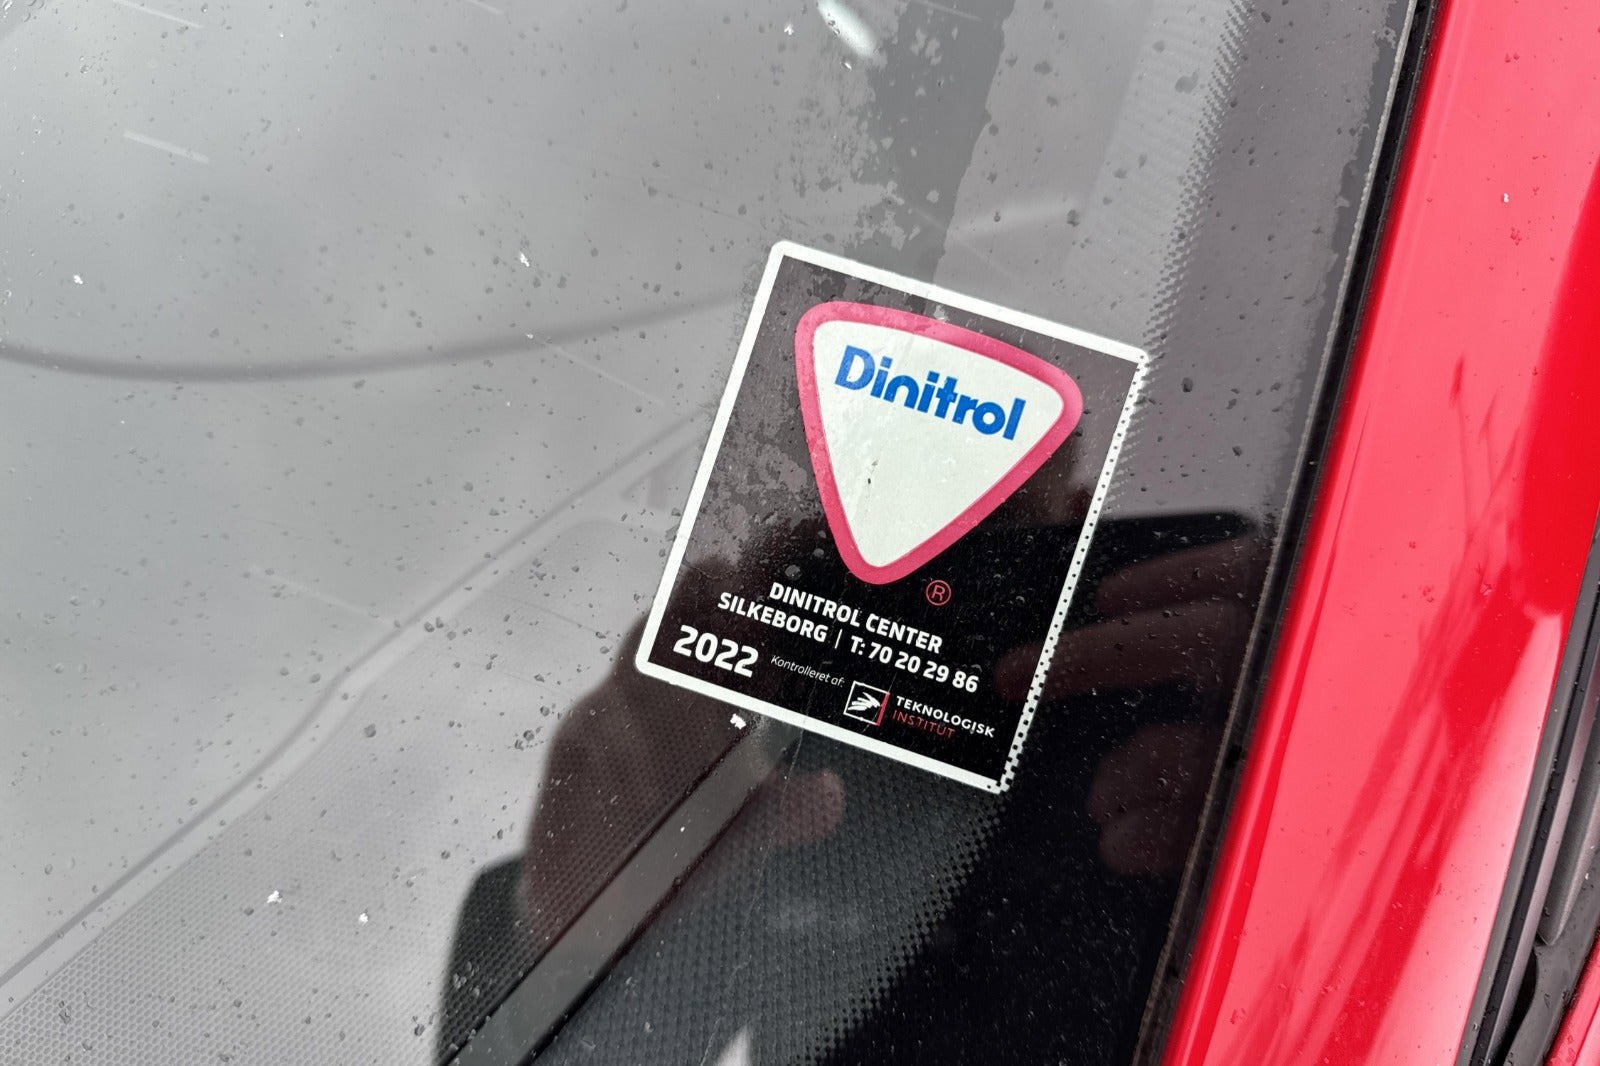 Dinitrol
®
DINITROL CENTER
SILKEBORG | T: 70 20 29 86
2022
Kontrolleret af:
TEKNOLOGISK
INSTITUT